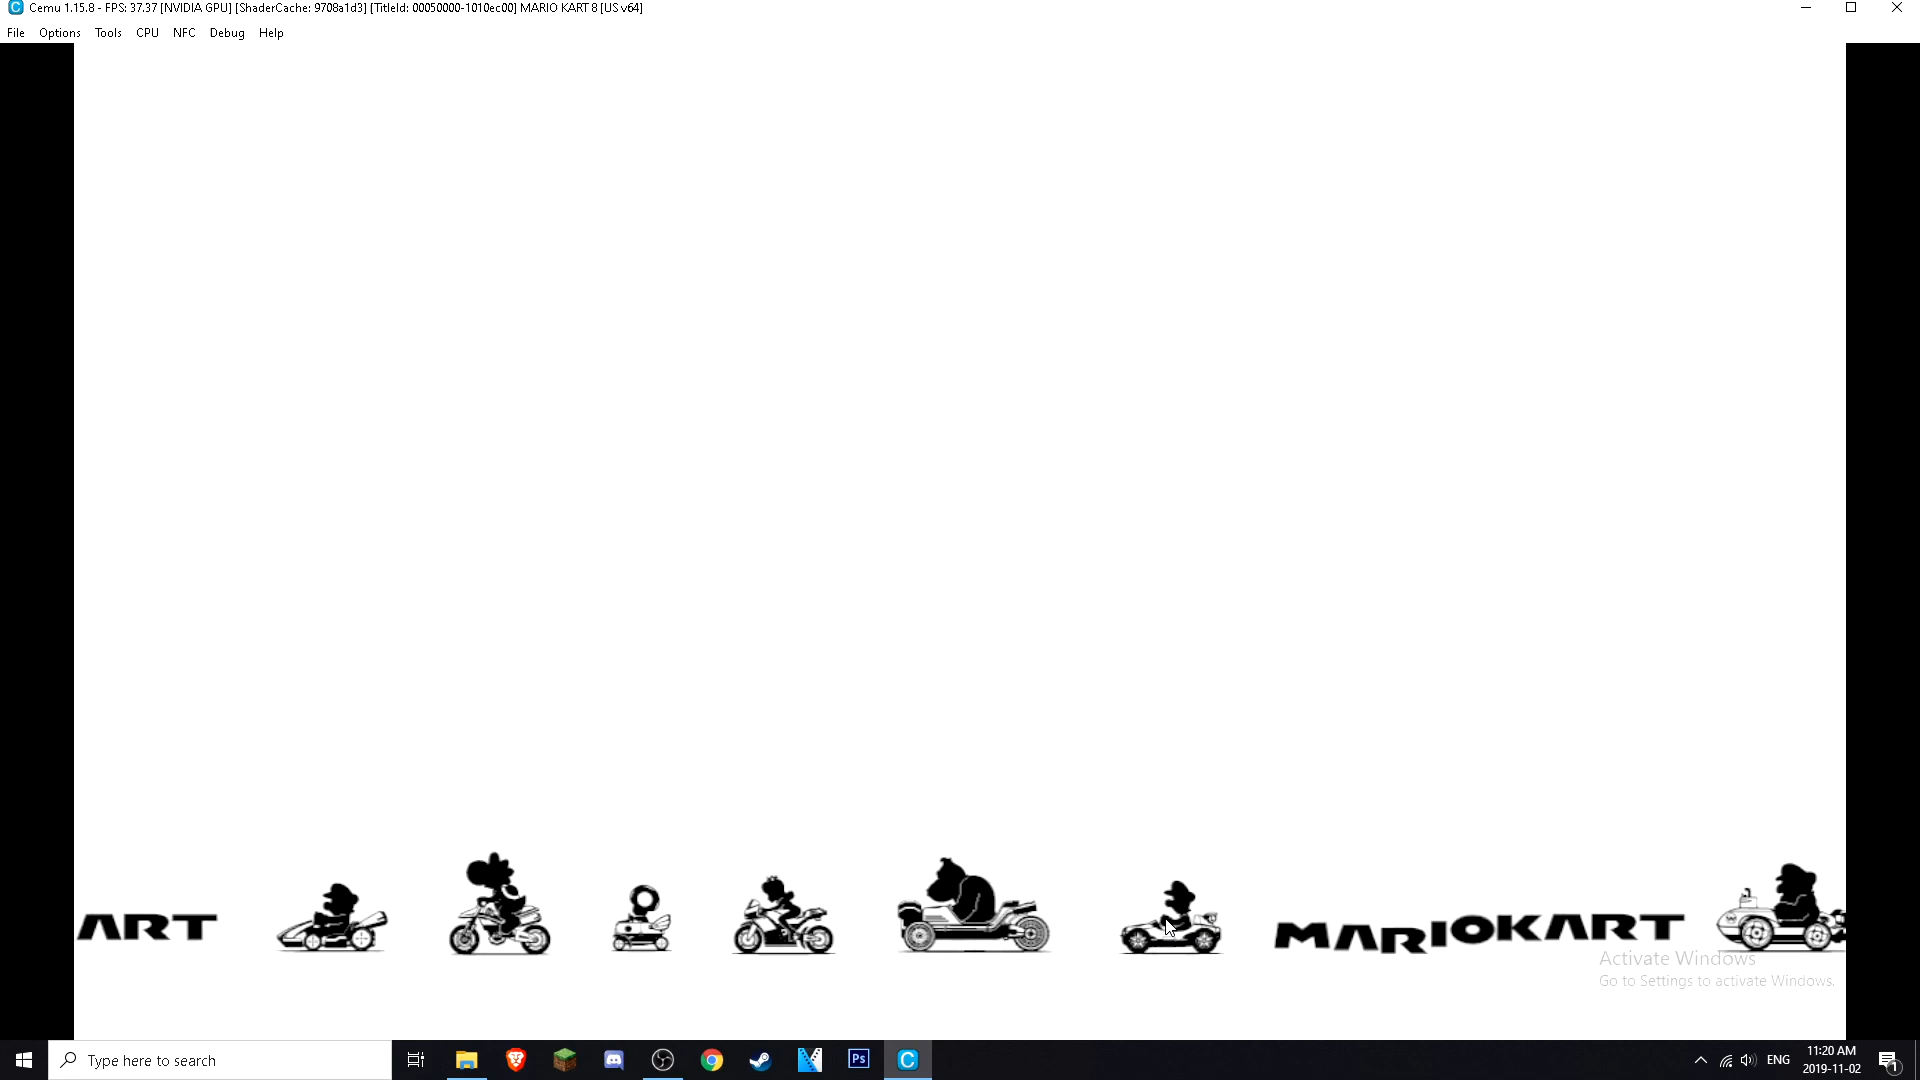 Cemu 1.15.8 - FPS: 37.37 [NVIDIA GPU] [ShaderCache: 9708a1d3] [TitleId: 00050000-1010ec00] MARIO KART 8 [US v64]
File Options Tools CPU NFC Debug Help
ART
MARIOKART
Activate Windows
Go to Settings to activate Windows.
Type here to search
Ps
ENG
11:20 AM
2019-11-02
1